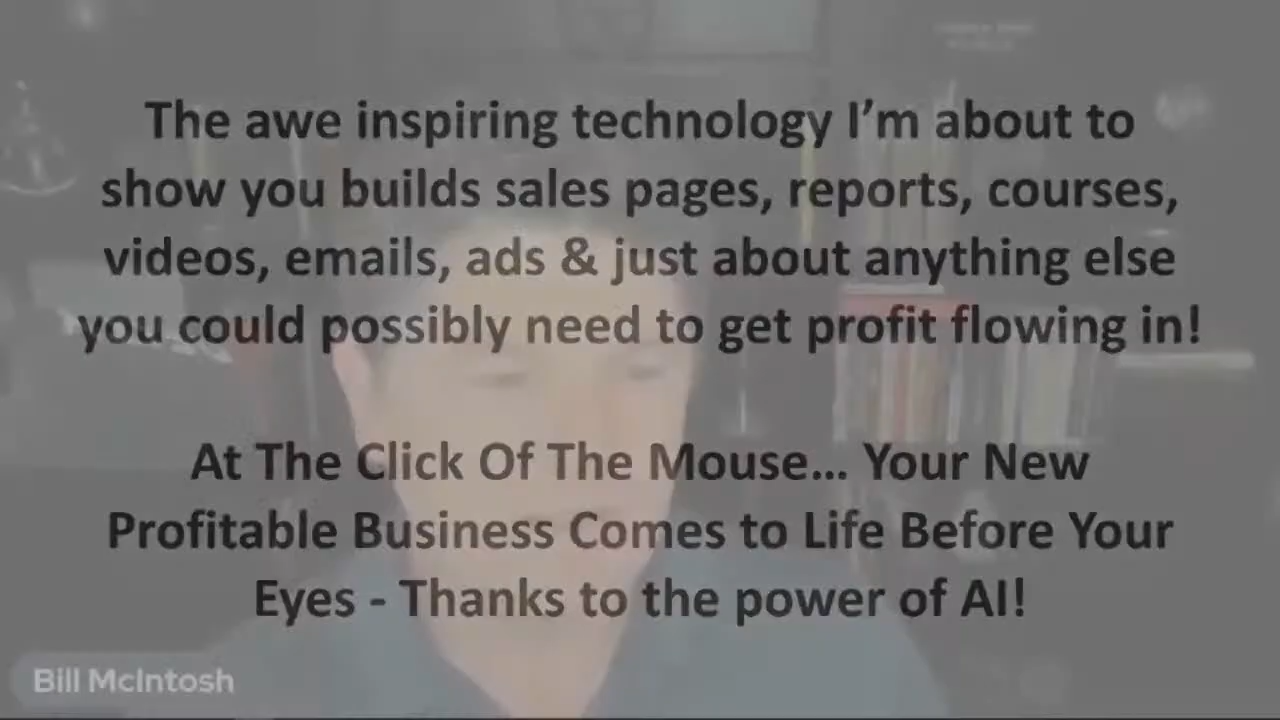 The awe inspiring technology I’m about to
show you builds sales pages, reports, courses,
videos, emails, ads & just about anything else
you could possibly need to get profit flowing in!
At The Click Of The Mouse… Your New
Profitable Business Comes to Life Before Your
Eyes - Thanks to the power of AI!
Bill McIntosh